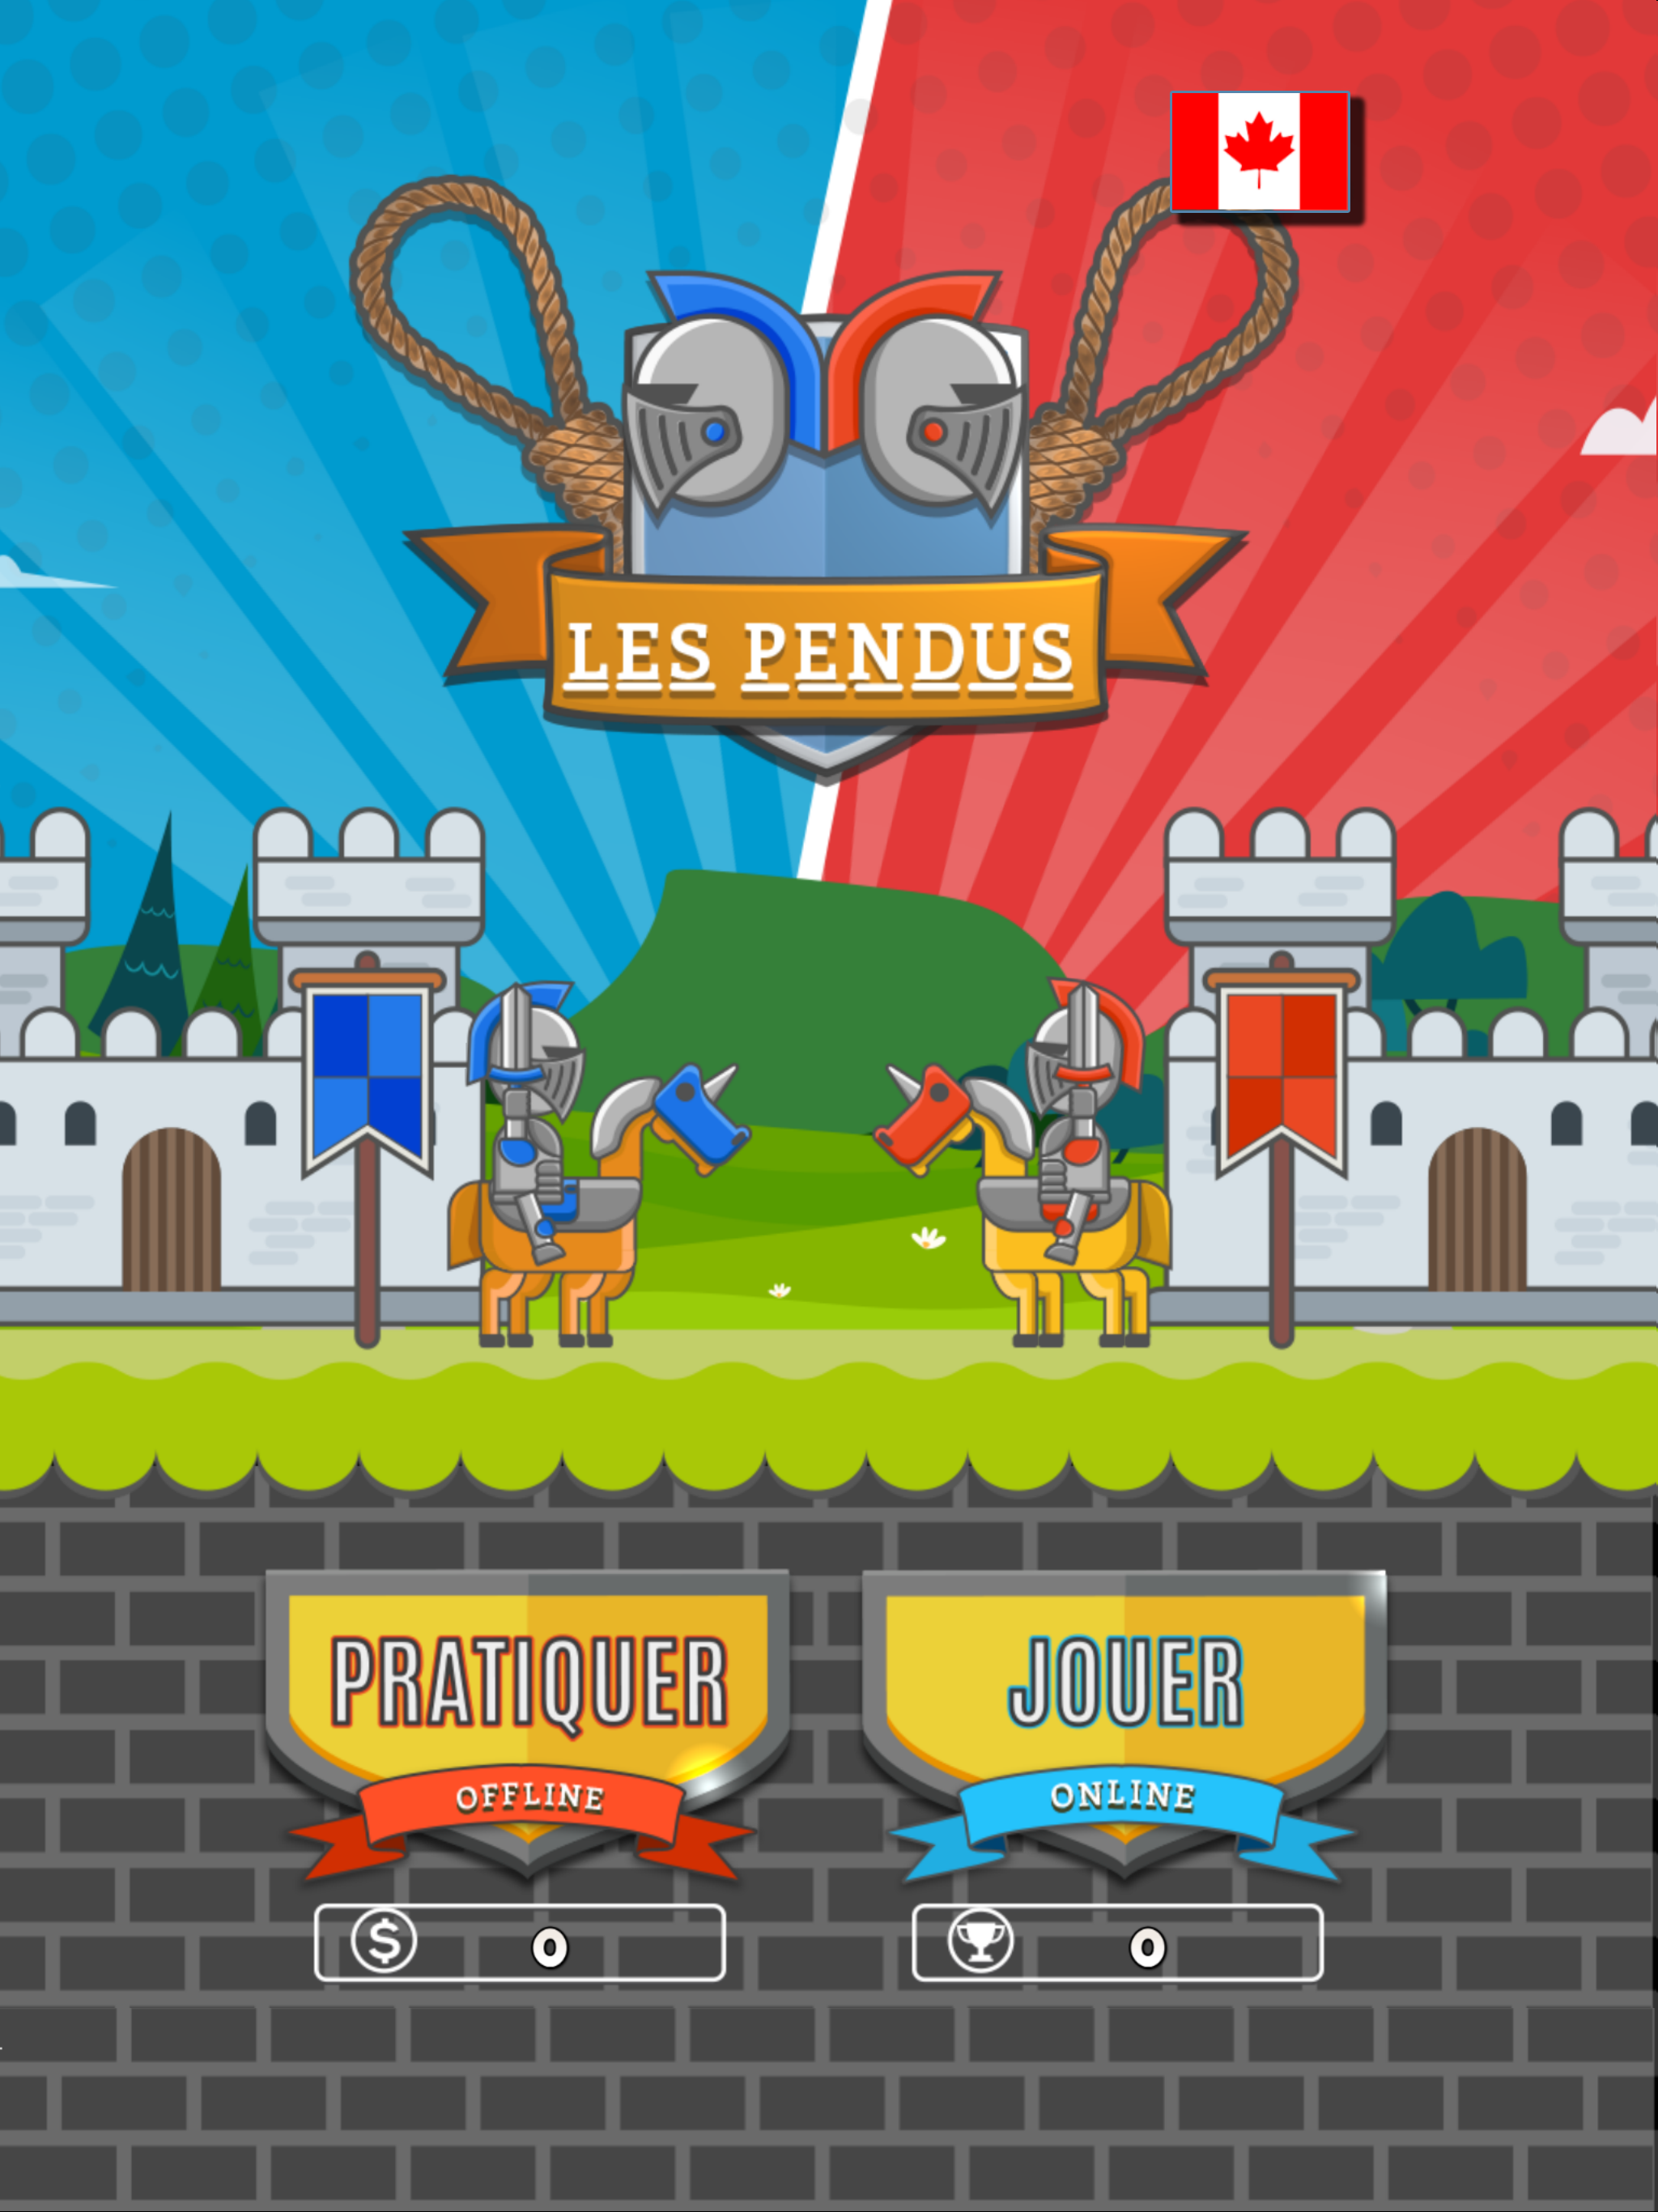 LES PENDUS
PRATIQUER
OFFLINE
JOUER
ONLINE
$ 0
0